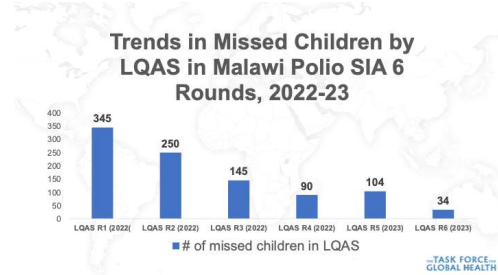 Trends in Missed Children by
LQAS in Malawi Polio SIA 6
Rounds, 2022-23
400
350
300
250
200
150
100
50
0
345
250
145
90
104
34
LQAS R1 (2022(
LQAS R2 (2022)
LQAS R3 (2022)
LQAS R4 (2022)
LQAS R5 (2023)
LQAS R6 (2023)
# of missed children in LQAS
THE TASK FORCE FOR
GLOBAL HEALTH